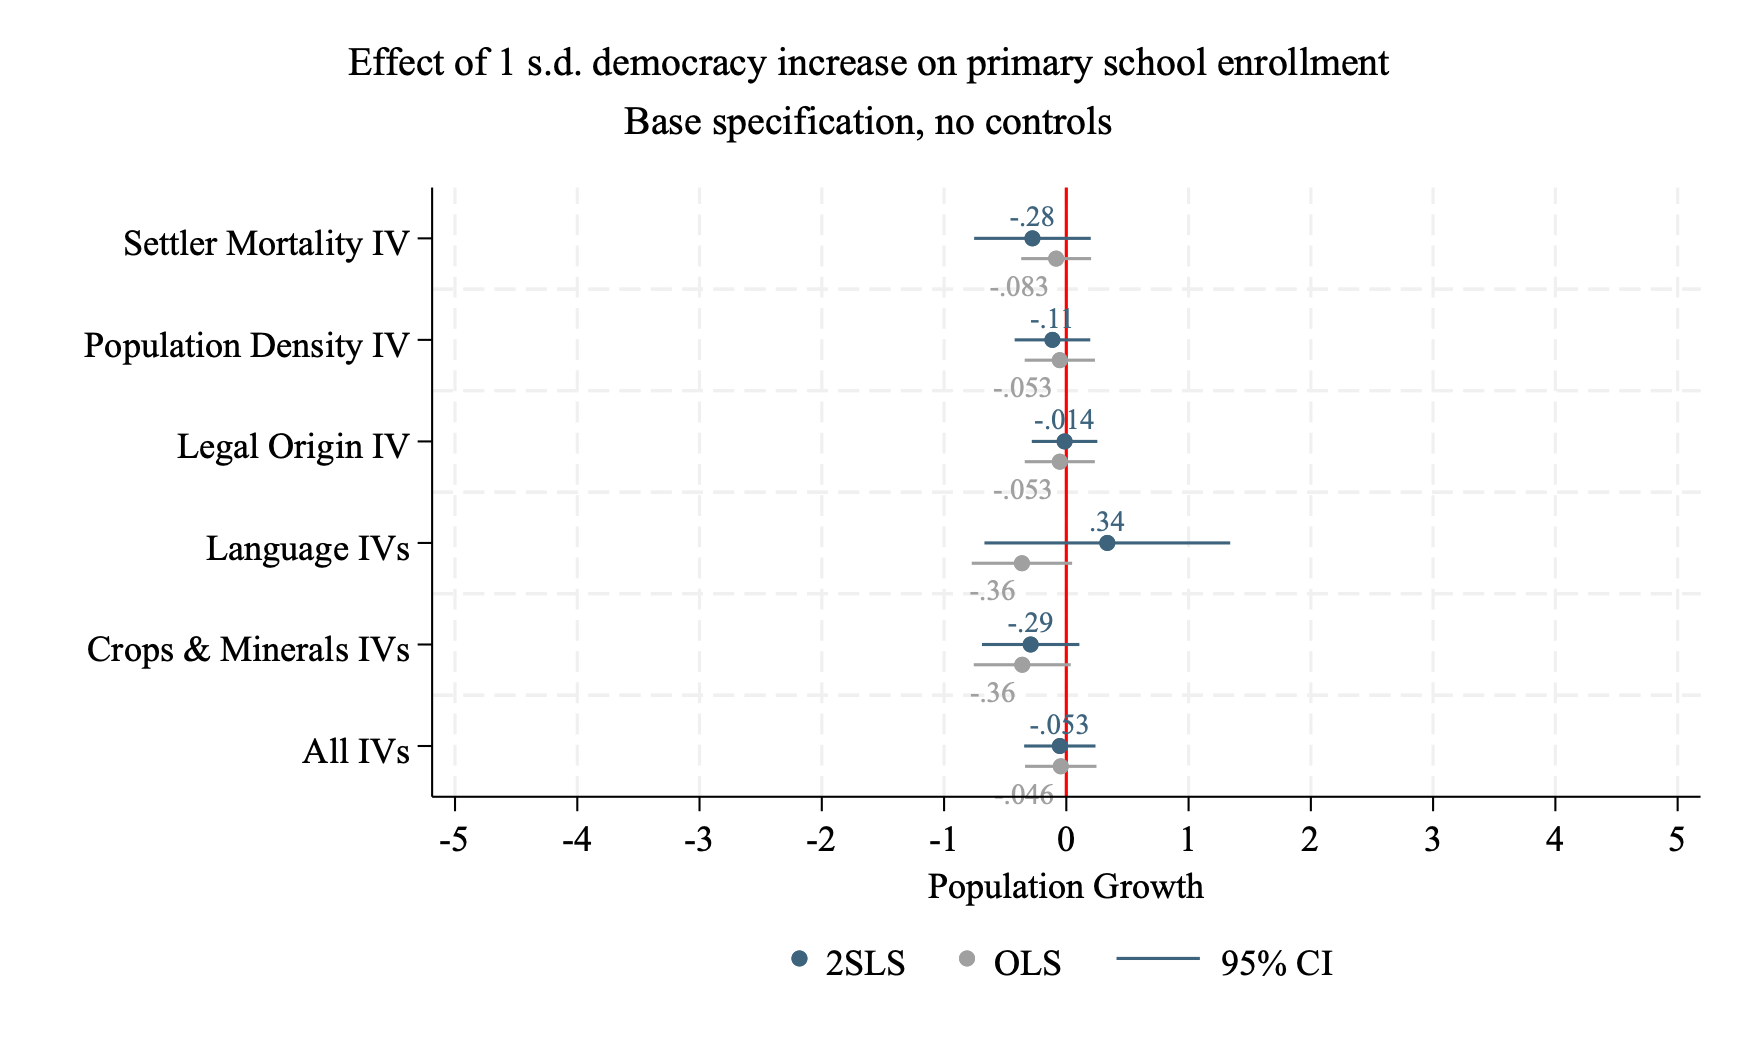 Effect of 1 s.d. democracy increase on primary school enrollment
Base specification, no controls
Settler Mortality IV
-.28
-.083
Population Density IV
-.11
-.053
Legal Origin IV
-.014
-.053
Language IVs
.34
-.36
Crops & Minerals IVs
-.29
-.36
All IVs
-.053
-.046
-5 -4 -3 -2 -1 0 1 2 3 4 5
Population Growth
2SLS OLS 95% CI